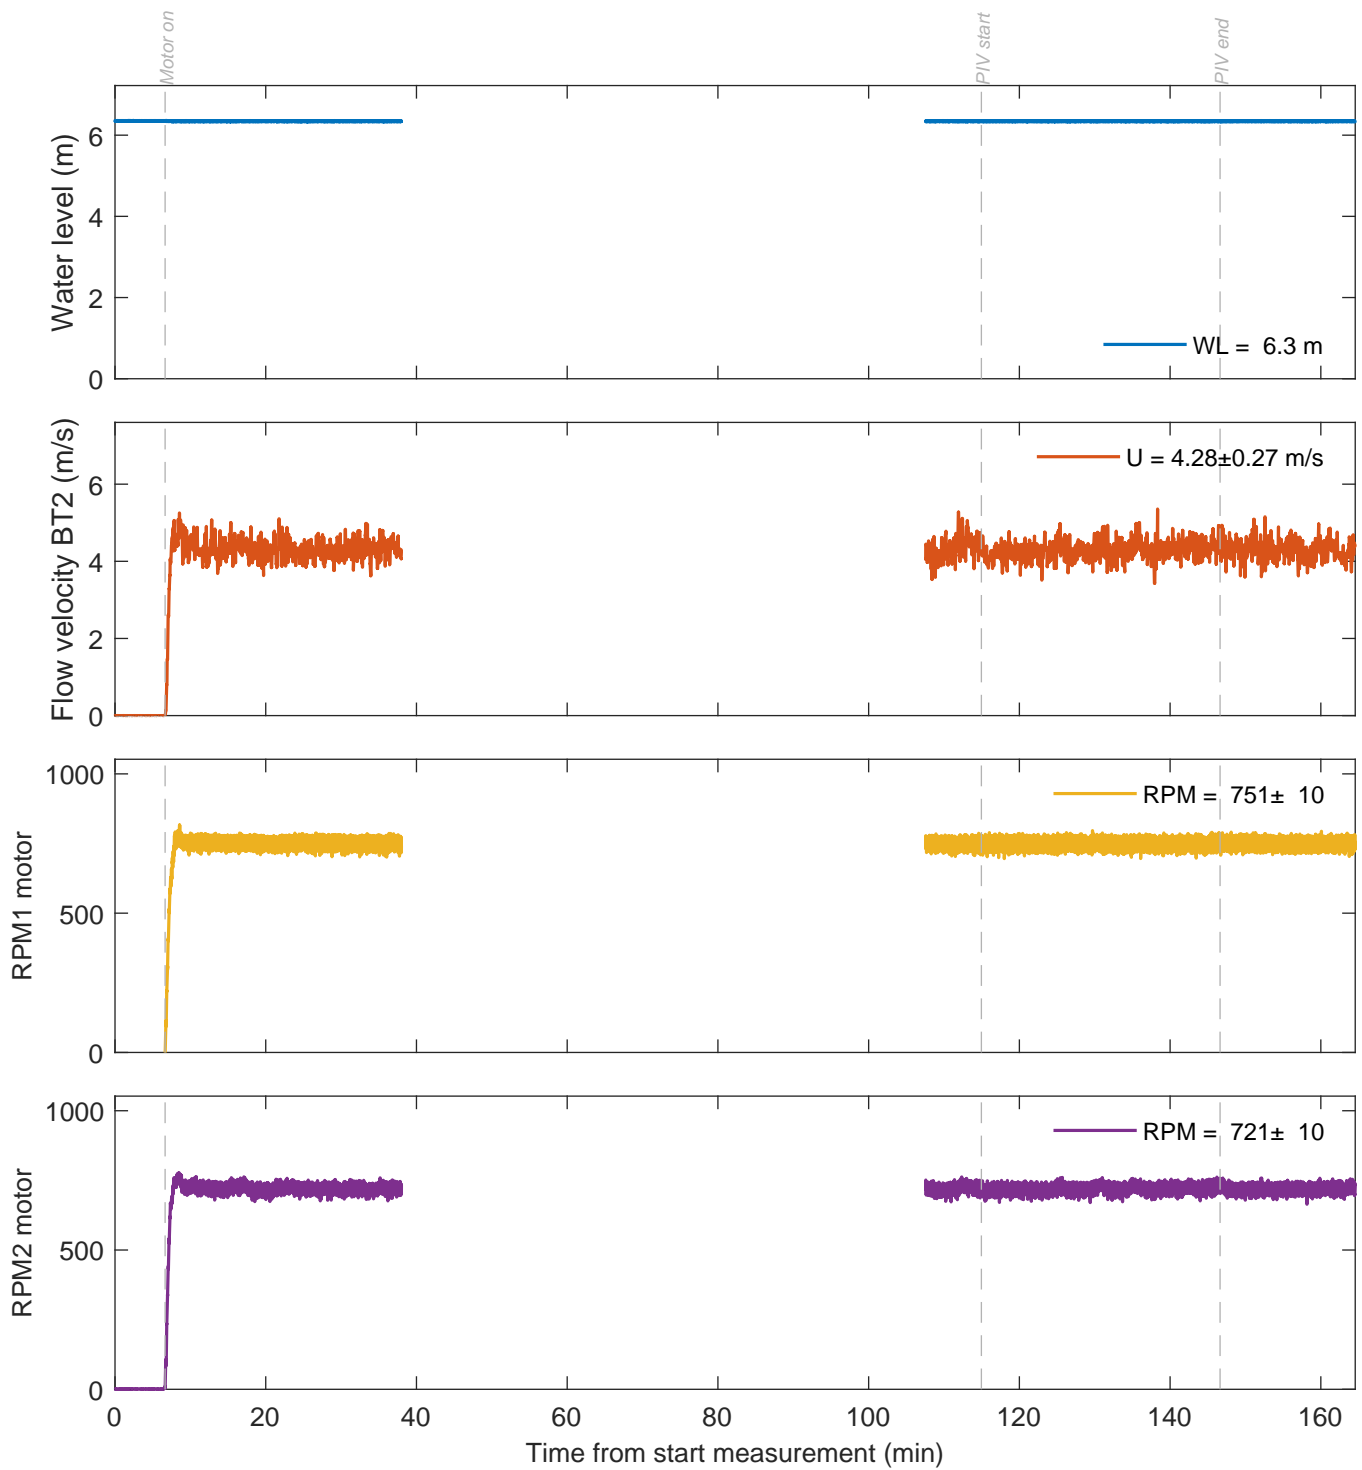 Motor on
PIV start
PIV end
6
4
2
0
Water level (m)
WL =  6.3 m
6
4
2
0
Flow velocity BT2 (m/s)
U = 4.28±0.27 m/s
1000
500
0
RPM1 motor
RPM =  751±  10
1000
500
0
RPM2 motor
RPM =  721±  10
0 20 40 60 80 100 120 140 160
Time from start measurement (min)